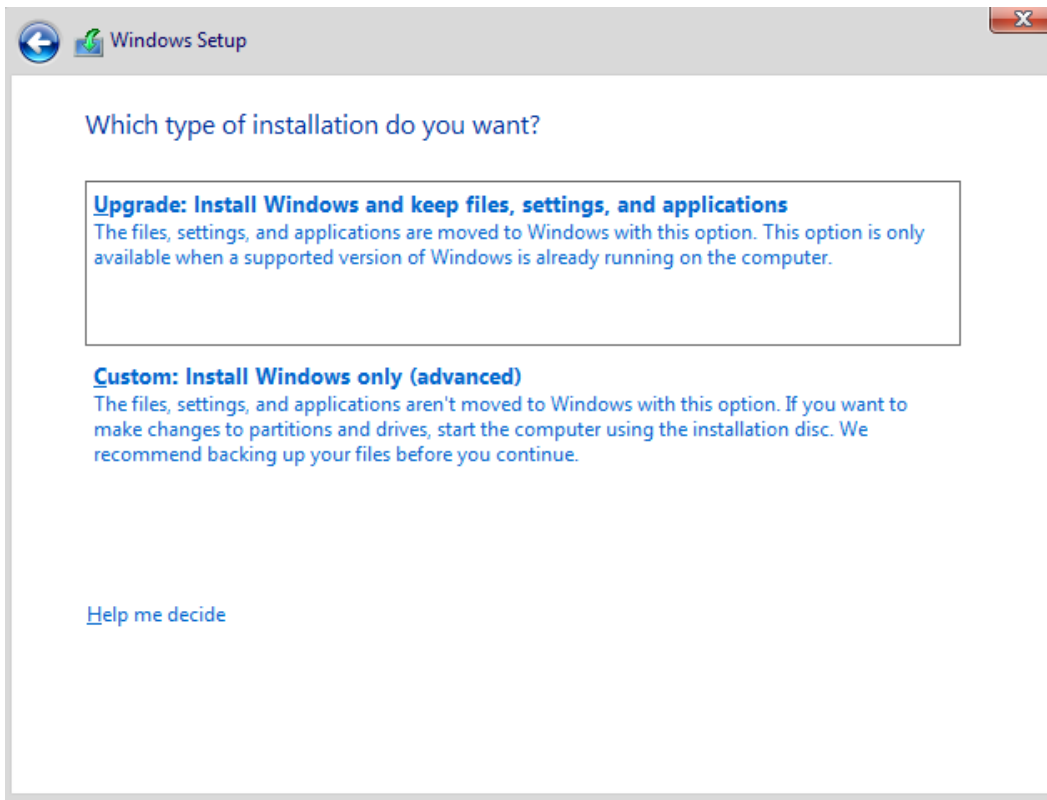 Windows Setup
Which type of installation do you want?
Upgrade: Install Windows and keep files, settings, and applications
The files, settings, and applications are moved to Windows with this option. This option is only
available when a supported version of Windows is already running on the computer.
Custom: Install Windows only (advanced)
The files, settings, and applications aren't moved to Windows with this option. If you want to
make changes to partitions and drives, start the computer using the installation disc. We
recommend backing up your files before you continue.
Help me decide